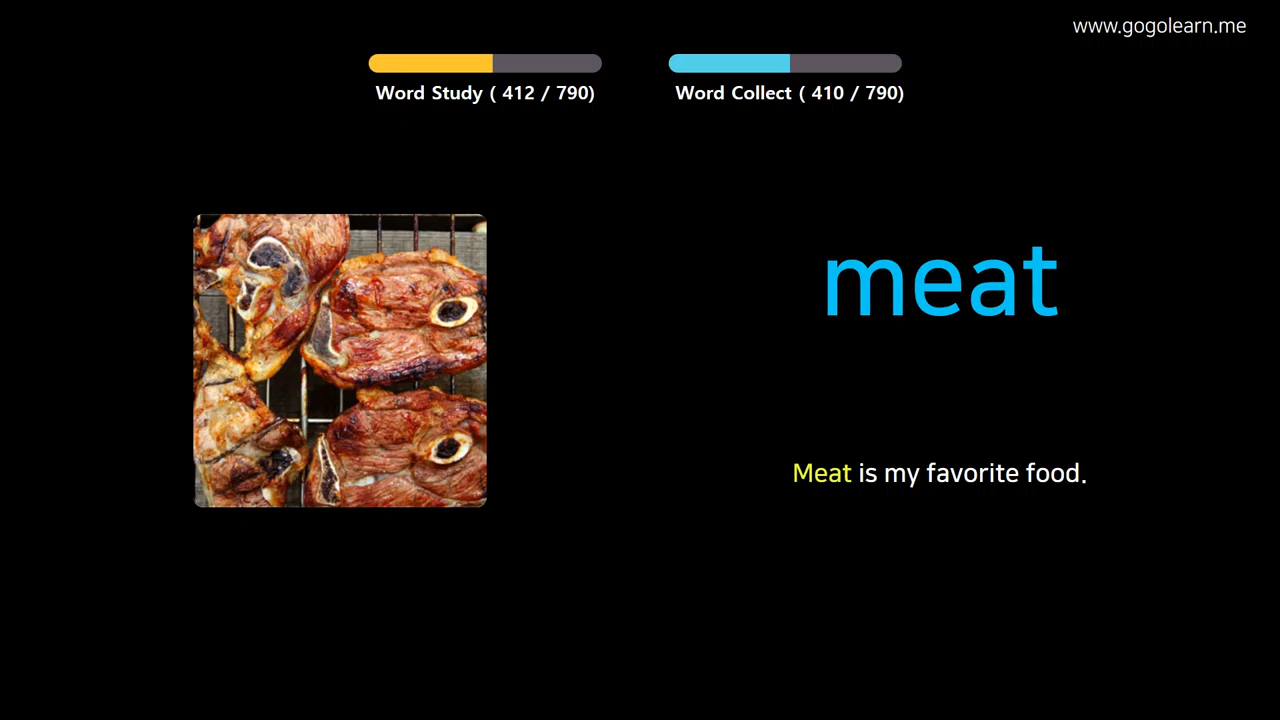 www.gogolearn.me
Word Study ( 412 / 790)
Word Collect ( 410 / 790)
meat
Meat is my favorite food.